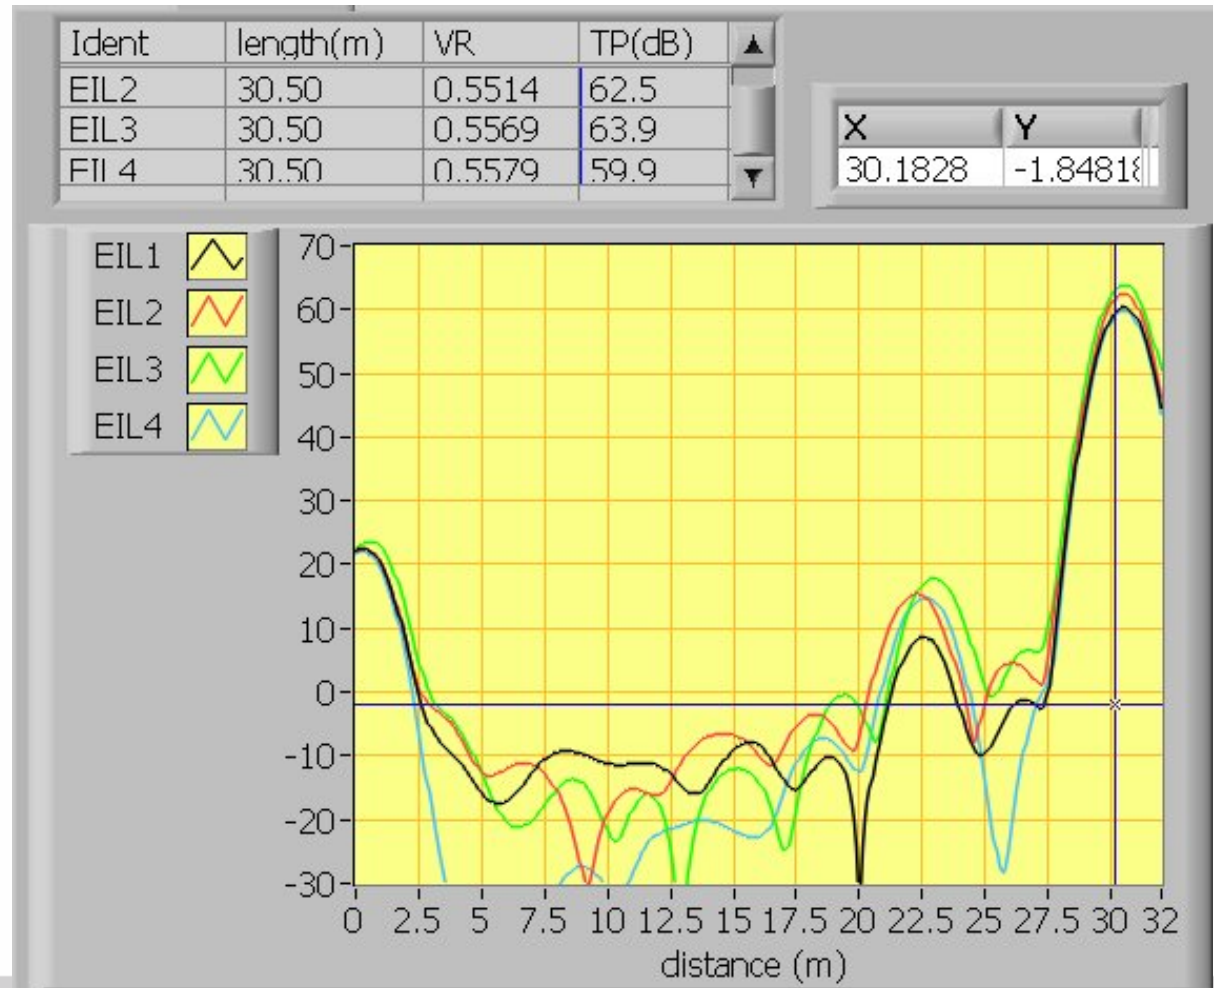 Ident length(m) VR TP(dB)
EIL2 30.50 0.5514 62.5
EIL3 30.50 0.5569 63.9
EIL4 30.50 0.5579 59.9
X Y
30.1828 -1.8481
EIL1
EIL2
EIL3
EIL4
70
60
50
40
30
20
10
0
-10
-20
-30
0 2.5 5 7.5 10 12.5 15 17.5 20 22.5 25 27.5 30 32
distance (m)